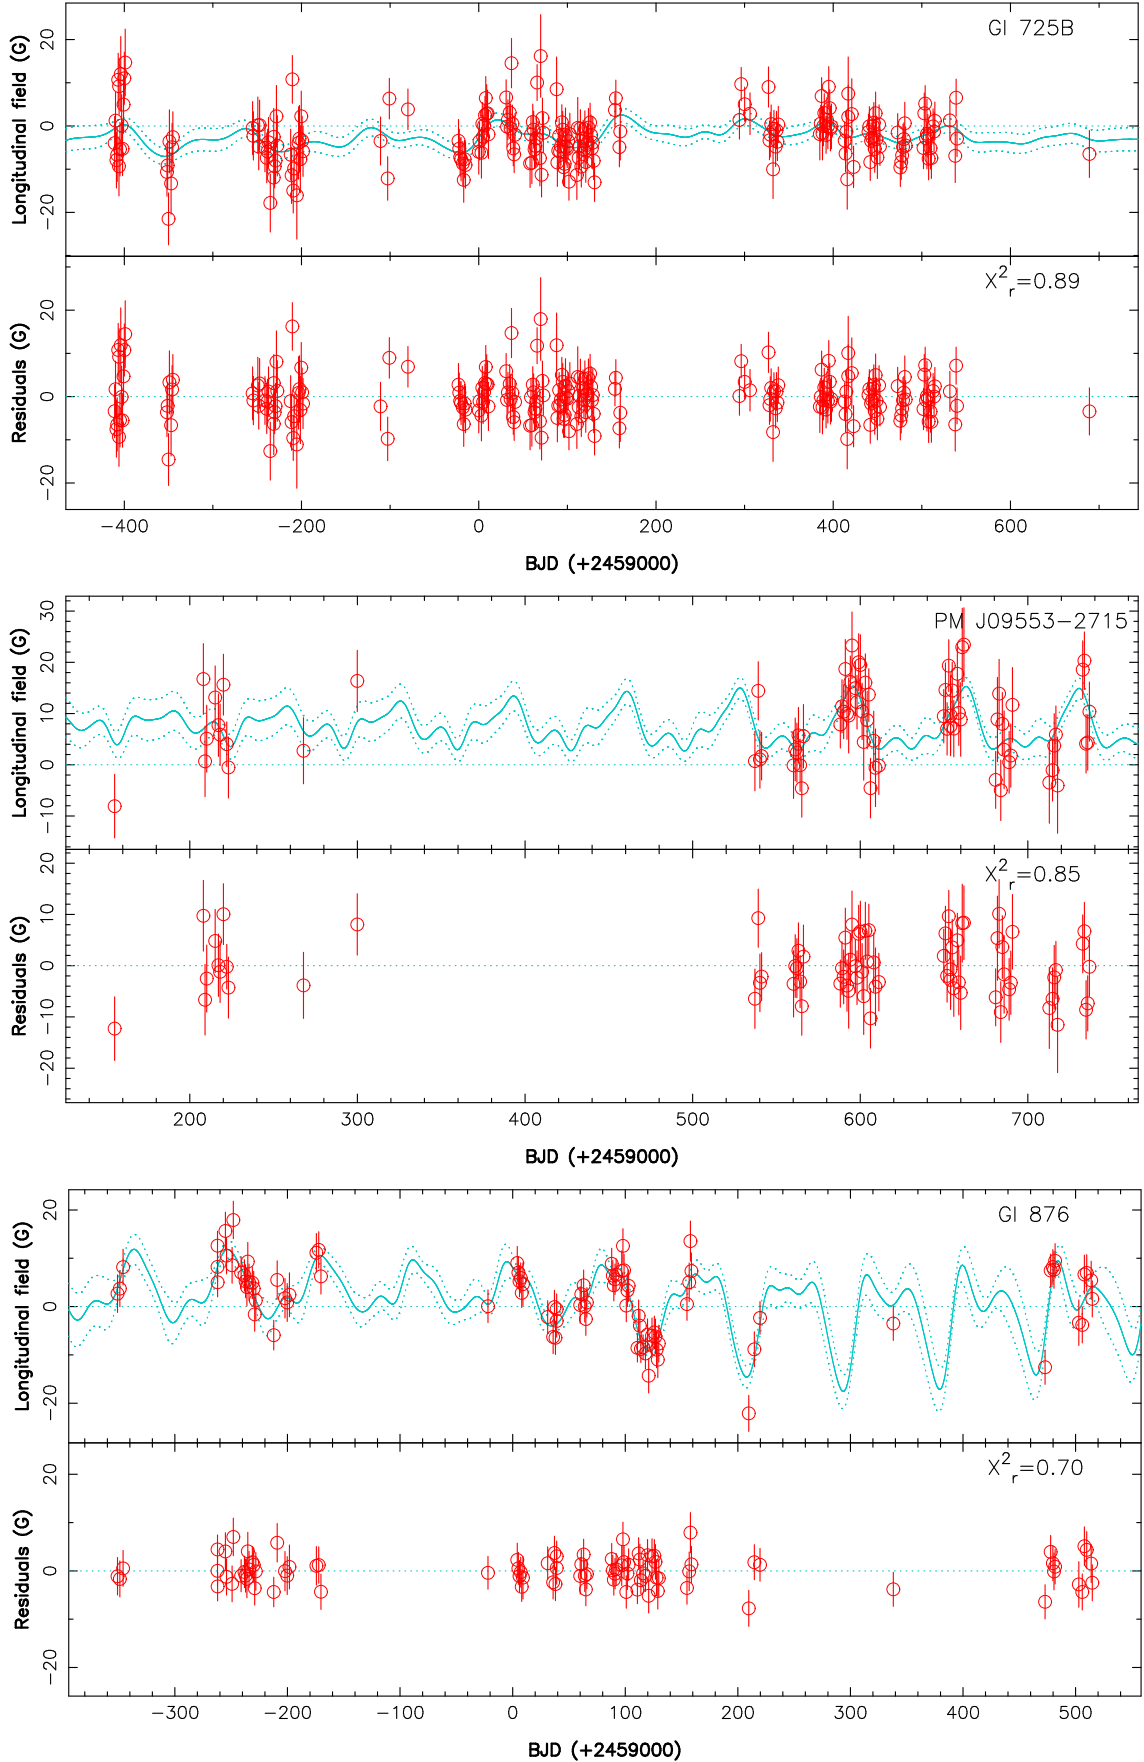 Gl 725B
Longitudinal field (G)
20
0
−20
X²ᵣ=0.89
Residuals (G)
20
0
−20
−400 −200 0 200 400 600
BJD (+2459000)
PM J09553−2715
Longitudinal field (G)
30
20
10
0
−10
X²ᵣ=0.85
Residuals (G)
20
10
0
−10
−20
200 300 400 500 600 700
BJD (+2459000)
Gl 876
Longitudinal field (G)
20
0
−20
X²ᵣ=0.70
Residuals (G)
20
0
−20
−300 −200 −100 0 100 200 300 400 500
BJD (+2459000)